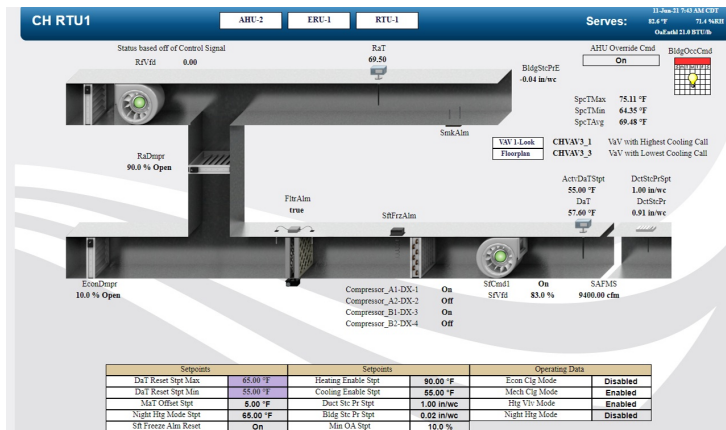 CH RTU1
AHU-2
ERU-1
RTU-1
Serves:
11-Jun-21 7:43 AM CDT
82.6 °F 71.4 %RH
OaEnthl 21.0 BTU/lb
Status based off of Control Signal
RfVfd 0.00
RaT
69.50
BldgStcPrE
-0.04 in/wc
AHU Override Cmd
On
BldgOccCmd
S M T W T F S
SpcTMax 75.11 °F
SpcTMin 64.35 °F
SpcTAvg 69.48 °F
SmkAlm
VAV 1-Look CHVAV3_1 VaV with Highest Cooling Call
Floorplan CHVAV3_3 VaV with Lowest Cooling Call
RaDmpr
90.0 % Open
ActvDaTStpt
55.00 °F
DctStcPrSpt
1.00 in/wc
DaT
57.60 °F
DctStcPr
0.91 in/wc
FltrAlm
true
SftFrzAlm
EconDmpr
10.0 % Open
Compressor_A1-DX-1 On
Compressor_A2-DX-2 Off
Compressor_B1-DX-3 On
Compressor_B2-DX-4 Off
SfCmd1 On
SfVfd 83.0 %
SAFMS
9400.00 cfm
Setpoints Setpoints Operating Data
DaT Reset Stpt Max 65.00 °F Heating Enable Stpt 90.00 °F Econ Clg Mode Disabled
DaT Reset Stpt Min 55.00 °F Cooling Enable Stpt 55.00 °F Mech Clg Mode Enabled
MaT Offset Stpt 5.00 °F Duct Stc Pr Stpt 1.00 in/wc Htg Vlv Mode Enabled
Night Htg Mode Stpt 65.00 °F Bldg Stc Pr Stpt 0.02 in/wc Night Htg Mode Disabled
Sft Freeze Alm Reset On Min OA Stpt 10.0 %